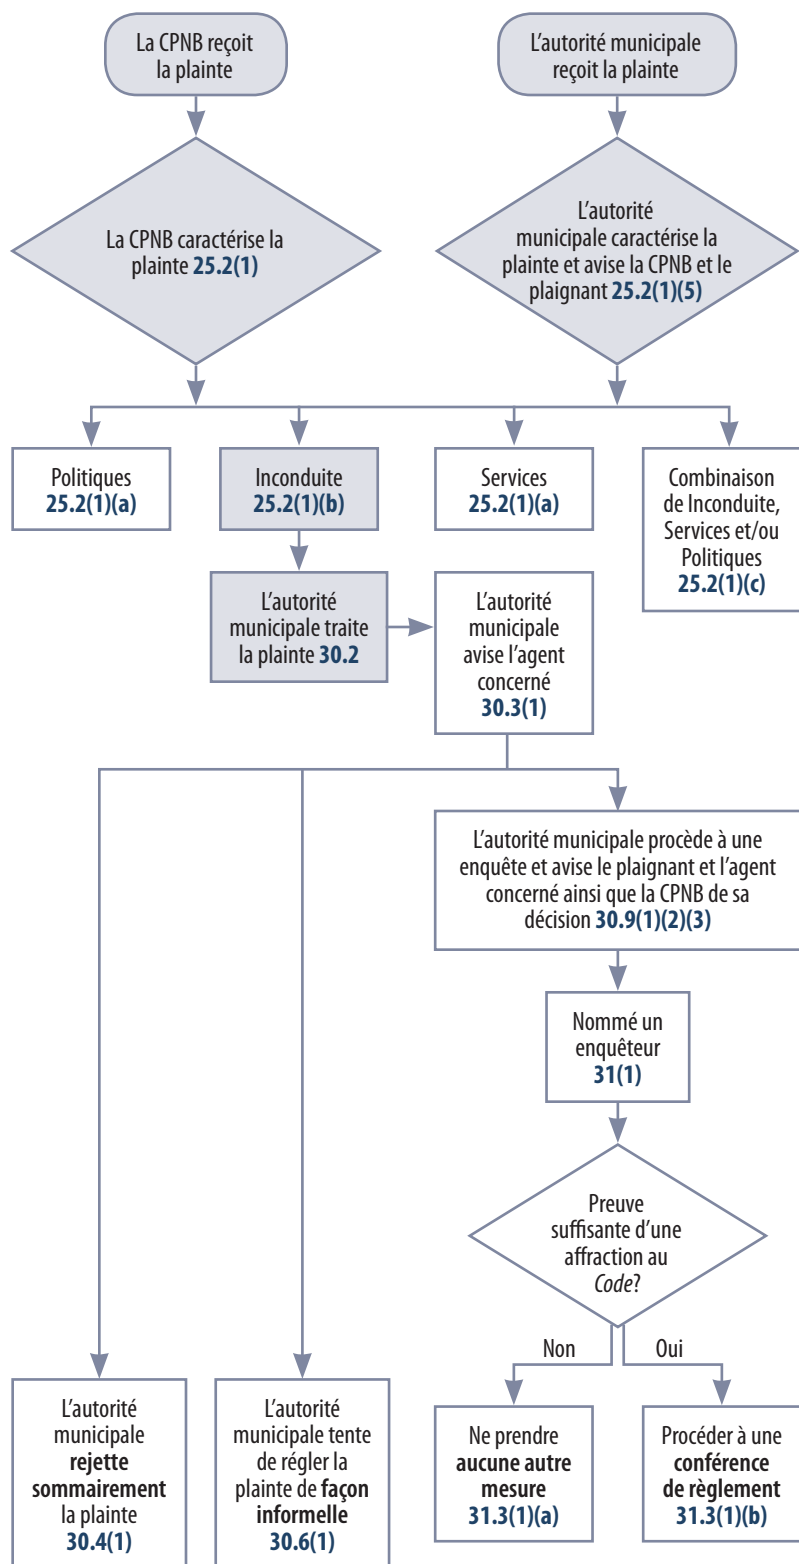 La CPNB reçoit
la plainte
L'autorité municipale
reçoit la plainte
La CPNB caractérise la
plainte 25.2(1)
L'autorité
municipale caractérise la
plainte et avise la CPNB et le
plaignant 25.2(1)(5)
Politiques
25.2(1)(a)
Inconduite
25.2(1)(b)
Services
25.2(1)(a)
Combinaison
de Inconduite,
Services et/ou
Politiques
25.2(1)(c)
L'autorité
municipale traite
la plainte 30.2
L'autorité
municipale
avise l'agent
concerné
30.3(1)
L'autorité municipale procède à une
enquête et avise le plaignant et l'agent
concerné ainsi que la CPNB de sa
décision 30.9(1)(2)(3)
Nommé un
enquêteur
31(1)
Preuve
suffisante d'une
affraction au
Code?
Non
Oui
L'autorité
municipale
rejette
sommairement
la plainte
30.4(1)
L'autorité
municipale tente
de régler la
plainte de façon
informelle
30.6(1)
Ne prendre
aucune autre
mesure
31.3(1)(a)
Procéder à une
conférence
de règlement
31.3(1)(b)